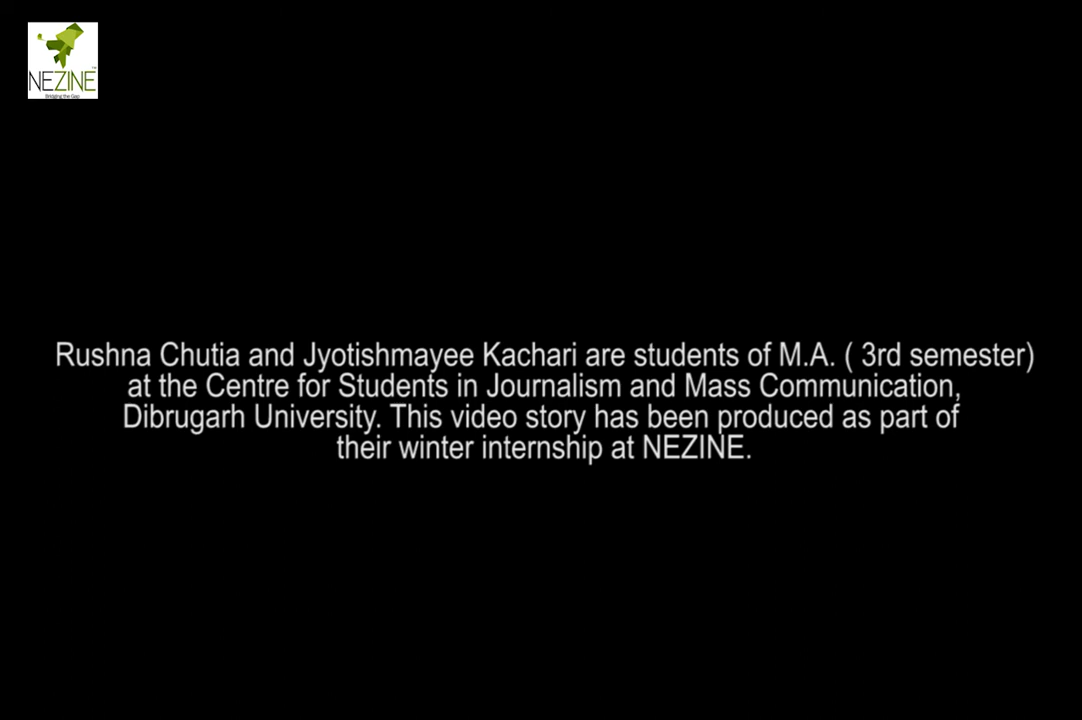 NEZINE
Bridging the Gap
Rushna Chutia and Jyotishmayee Kachari are students of M.A. ( 3rd semester)
at the Centre for Students in Journalism and Mass Communication,
Dibrugarh University. This video story has been produced as part of
their winter internship at NEZINE.